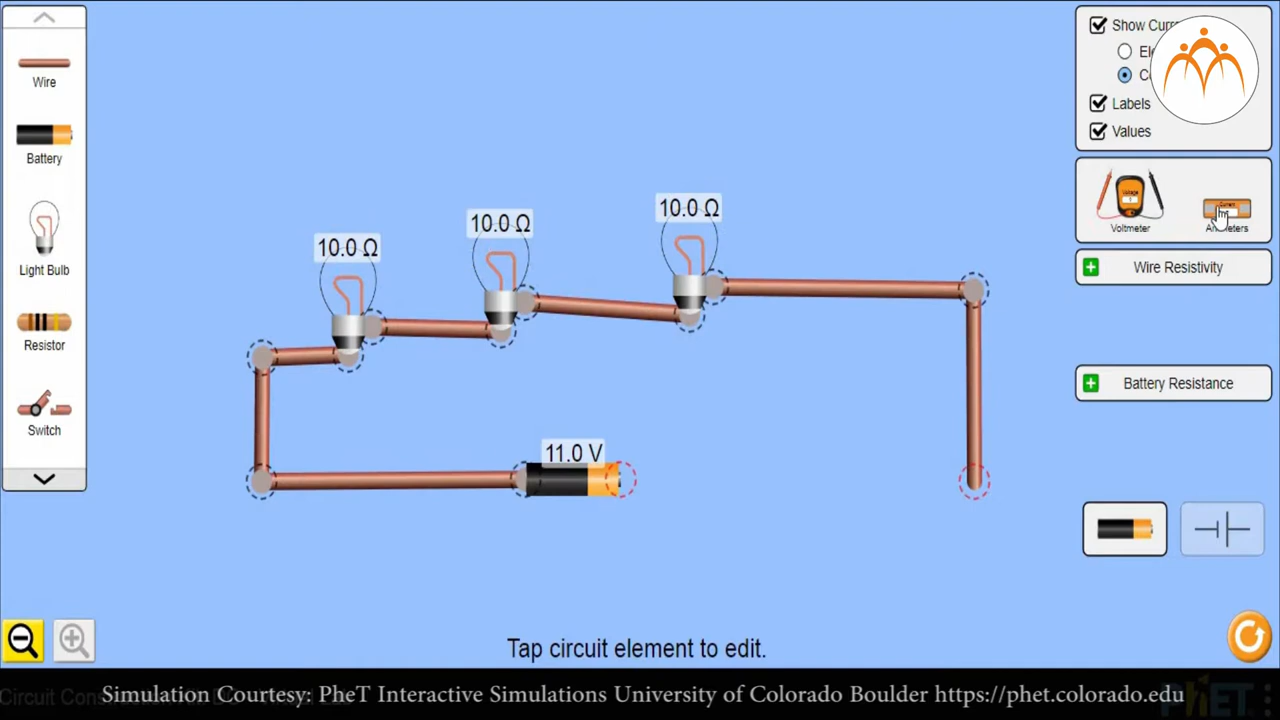 Wire
Battery
Light Bulb
Resistor
Switch
10.0 Ω
10.0 Ω
10.0 Ω
11.0 V
Tap circuit element to edit.
Show
Labels
Values
Voltage
Voltmeter
Current
Wire Resistivity
Battery Resistance
Simulation Courtesy: PheT Interactive Simulations University of Colorado Boulder https://phet.colorado.edu